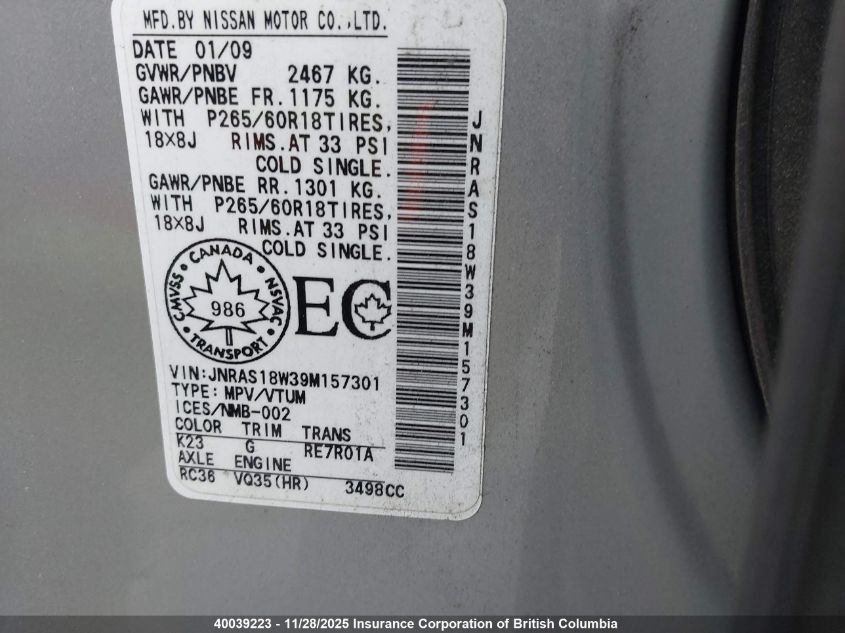 MFD.BY NISSAN MOTOR CO.,LTD.
DATE 01/09
GVWR/PNBV 2467 KG.
GAWR/PNBE FR.1175 KG.
WITH P265/60R18TIRES,
18X8J RIMS.AT 33 PSI
COLD SINGLE.
GAWR/PNBE RR.1301 KG.
WITH P265/60R18TIRES,
18X8J RIMS.AT 33 PSI
COLD SINGLE.
CANADA
CMVSS NSVAC
986
TRANSPORT
EC
VIN:JNRAS18W39M157301
TYPE:MPV/VTUM
ICES/NMB-002
COLOR TRIM TRANS
K23 G RE7R01A
AXLE ENGINE
RC36 VQ35(HR) 3498CC
JNRAS18W39M157301
40039223 - 11/28/2025 Insurance Corporation of British Columbia